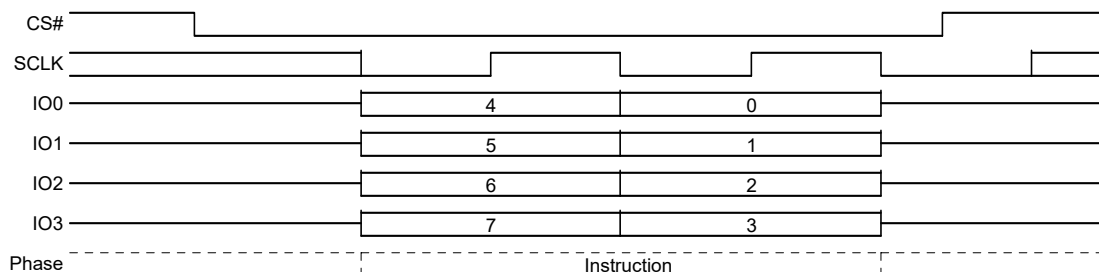 CS#
SCLK
IO0 4 0
IO1 5 1
IO2 6 2
IO3 7 3
Phase Instruction